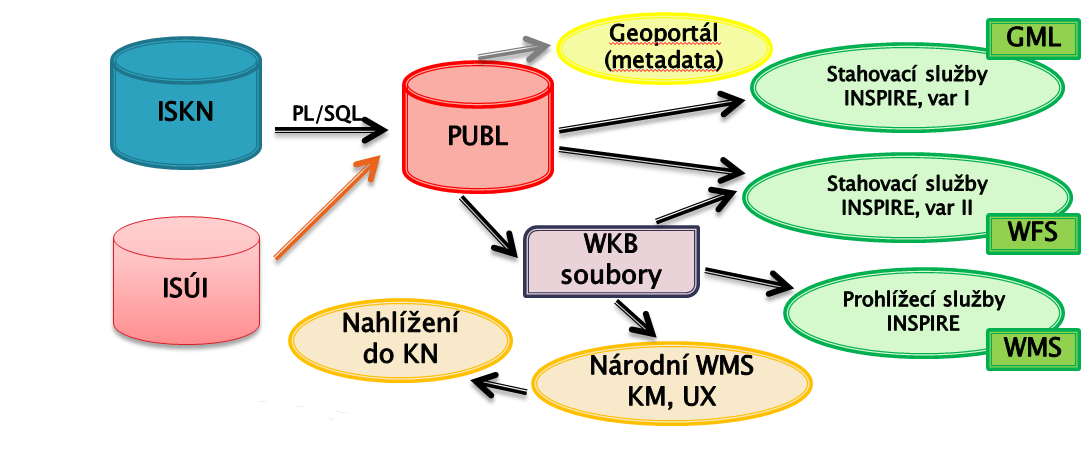 Geoportál
(metadata)
GML
Stahovací služby
INSPIRE, var I
ISKN
PL/SQL
PUBL
Stahovací služby
INSPIRE, var II
WFS
WKB
soubory
ISÚI
Prohlížecí služby
INSPIRE
WMS
Nahlížení
do KN
Národní WMS
KM, UX